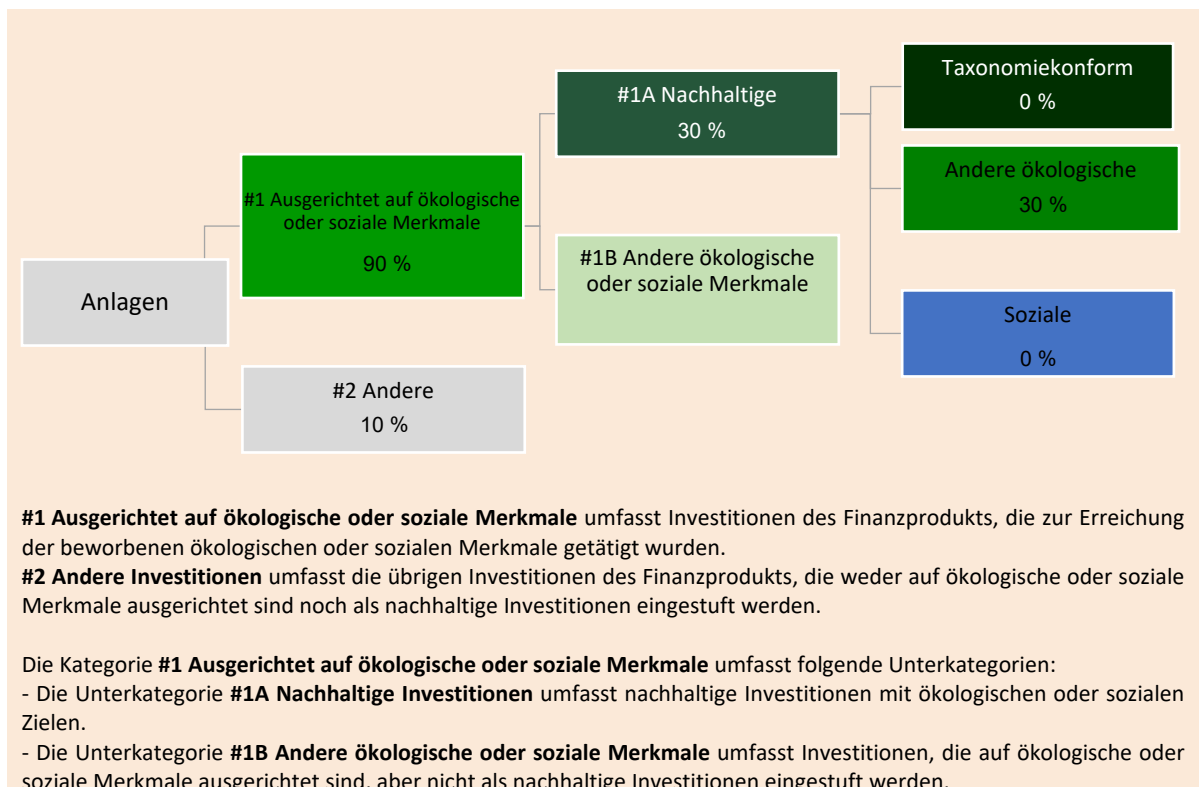 Anlagen
#1 Ausgerichtet auf ökologische
oder soziale Merkmale
90 %
#2 Andere
10 %
#1A Nachhaltige
30 %
#1B Andere ökologische
oder soziale Merkmale
Taxonomiekonform
0 %
Andere ökologische
30 %
Soziale
0 %
#1 Ausgerichtet auf ökologische oder soziale Merkmale umfasst Investitionen des Finanzprodukts, die zur Erreichung
der beworbenen ökologischen oder sozialen Merkmale getätigt wurden.
#2 Andere Investitionen umfasst die übrigen Investitionen des Finanzprodukts, die weder auf ökologische oder soziale
Merkmale ausgerichtet sind noch als nachhaltige Investitionen eingestuft werden.
Die Kategorie #1 Ausgerichtet auf ökologische oder soziale Merkmale umfasst folgende Unterkategorien:
- Die Unterkategorie #1A Nachhaltige Investitionen umfasst nachhaltige Investitionen mit ökologischen oder sozialen
Zielen.
- Die Unterkategorie #1B Andere ökologische oder soziale Merkmale umfasst Investitionen, die auf ökologische oder
soziale Merkmale ausgerichtet sind, aber nicht als nachhaltige Investitionen eingestuft werden.